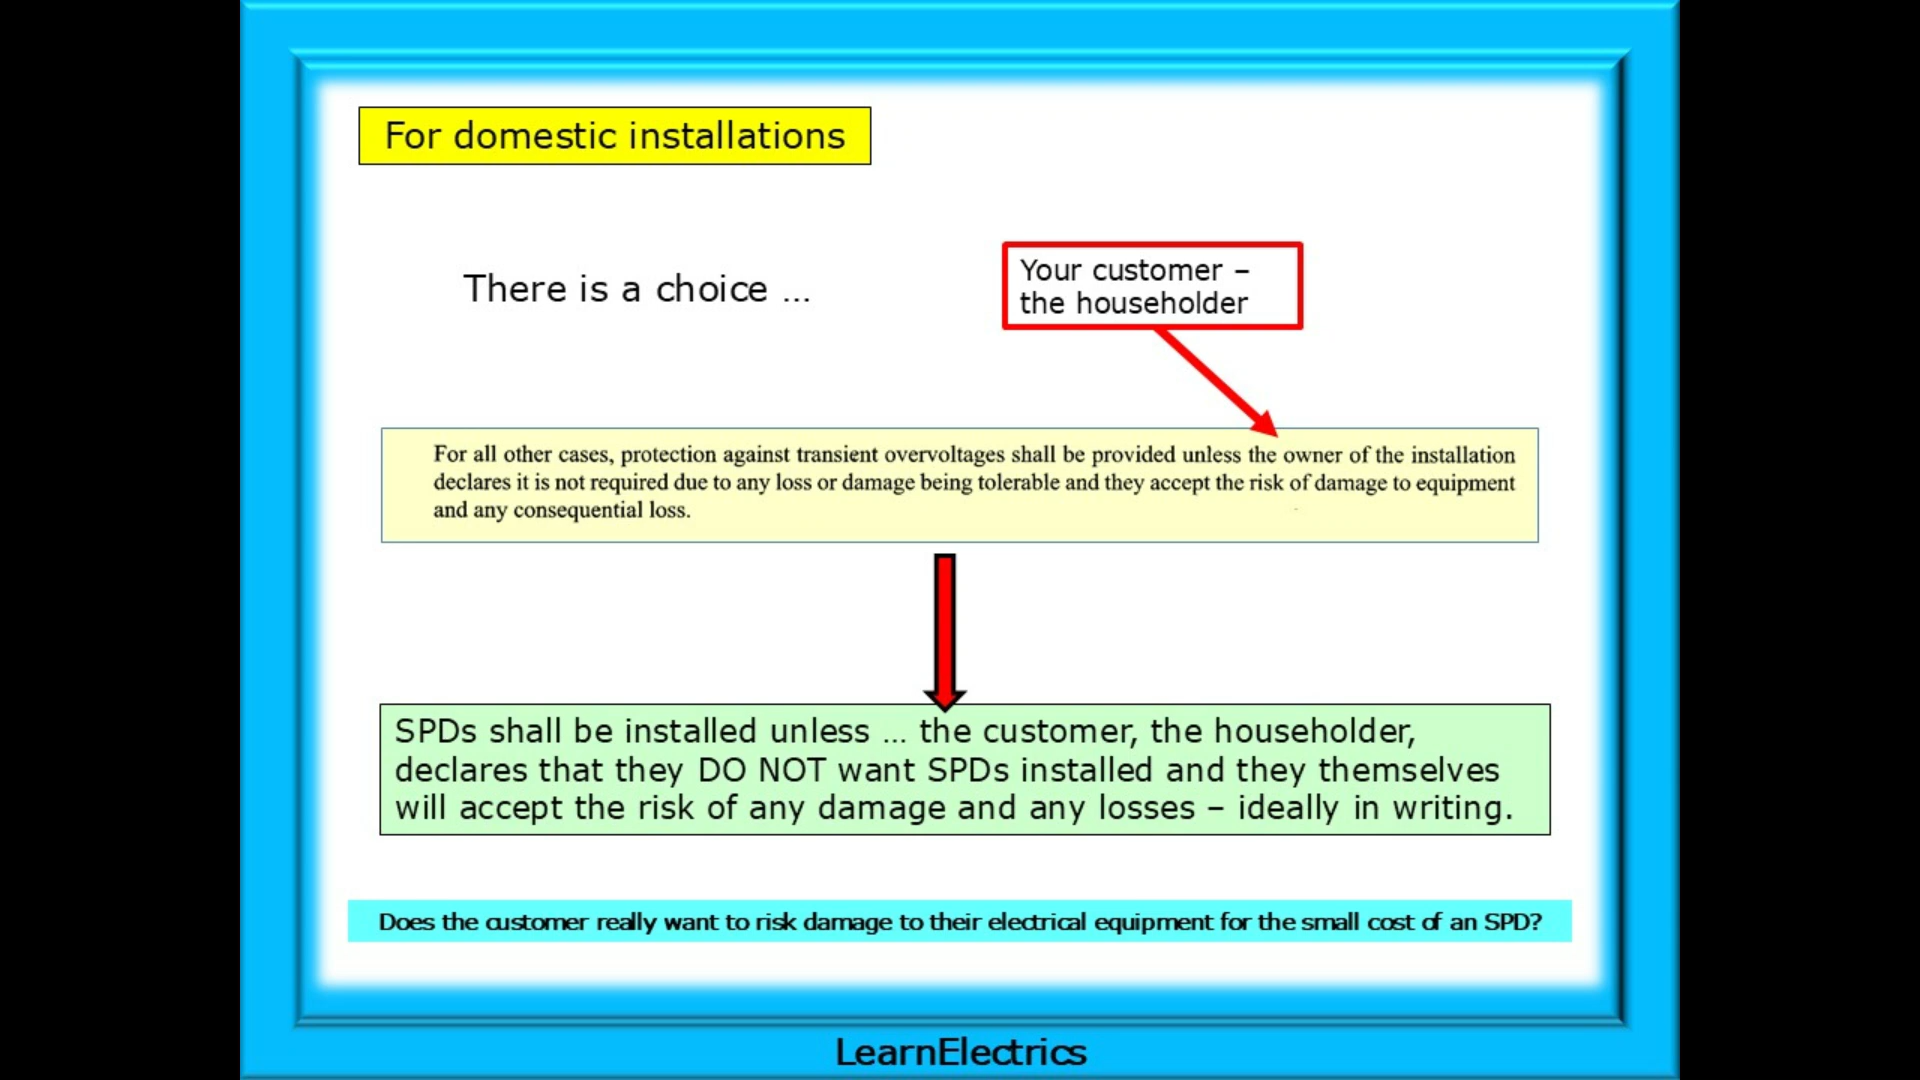 For domestic installations
There is a choice ...
Your customer –
the householder
For all other cases, protection against transient overvoltages shall be provided unless the owner of the installation
declares it is not required due to any loss or damage being tolerable and they accept the risk of damage to equipment
and any consequential loss.
SPDs shall be installed unless ... the customer, the householder,
declares that they DO NOT want SPDs installed and they themselves
will accept the risk of any damage and any losses – ideally in writing.
Does the customer really want to risk damage to their electrical equipment for the small cost of an SPD?
LearnElectrics